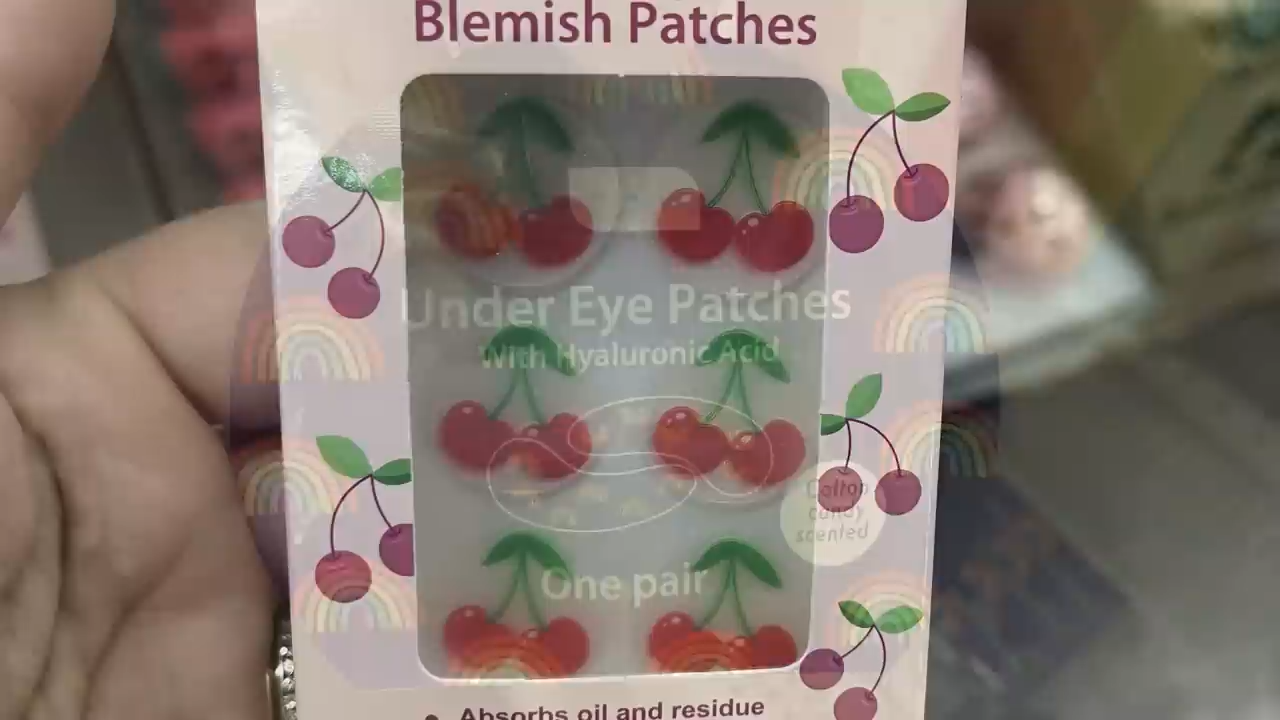 Blemish Patches
Under Eye Patches
With Hyaluronic Acid
Cotton
candy
scented
One pair
Absorbs oil and residue